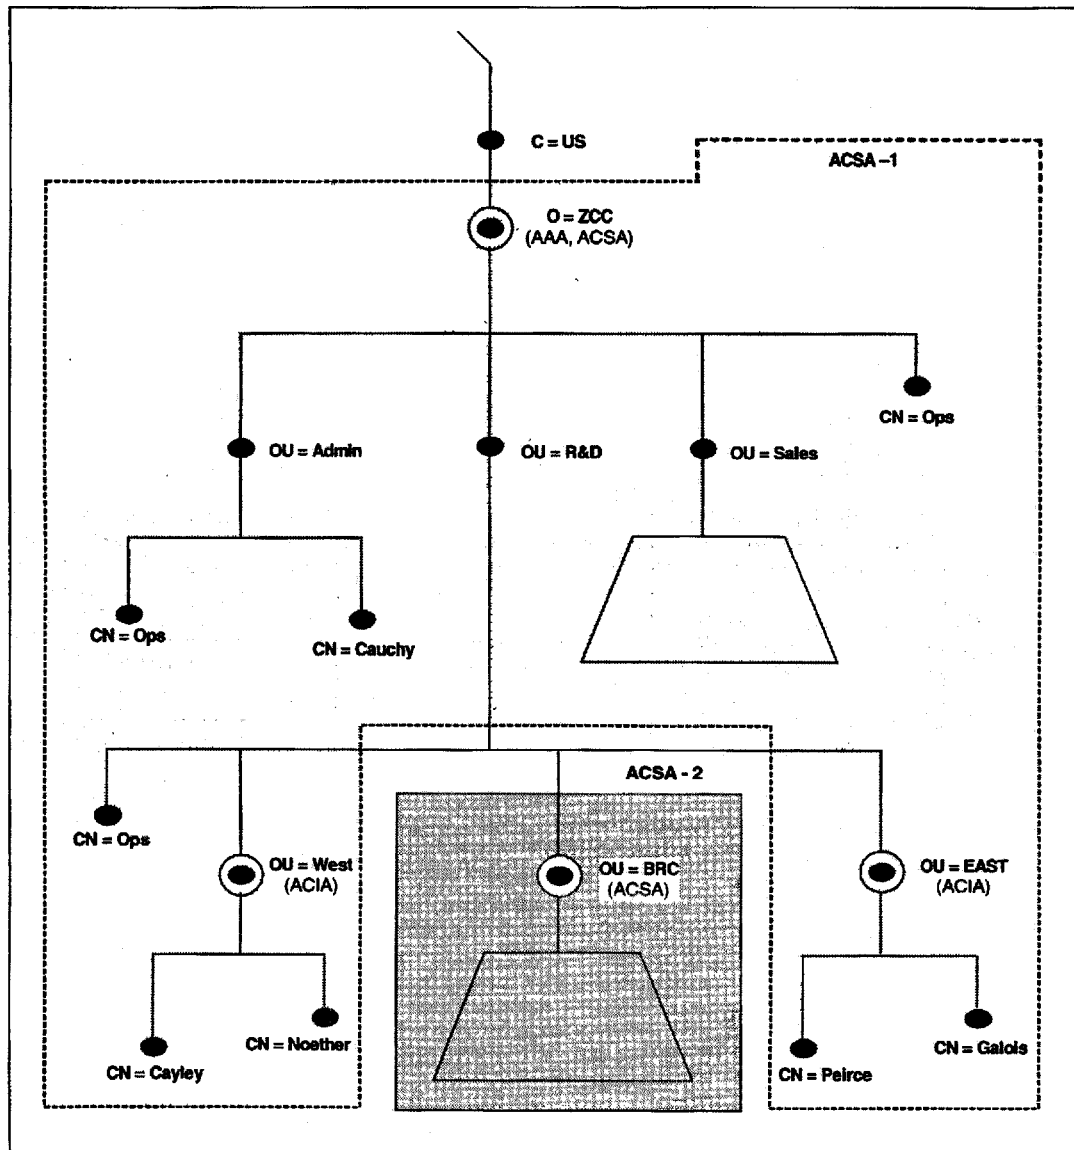 C = US
ACSA – 1
O = ZCC
(AAA, ACSA)
CN = Ops
OU = Admin
OU = R&D
OU = Sales
CN = Ops
CN = Cauchy
ACSA - 2
CN = Ops
OU = West
(ACIA)
OU = BRC
(ACSA)
OU = EAST
(ACIA)
CN = Noether
CN = Cayley
CN = Galois
CN = Peirce